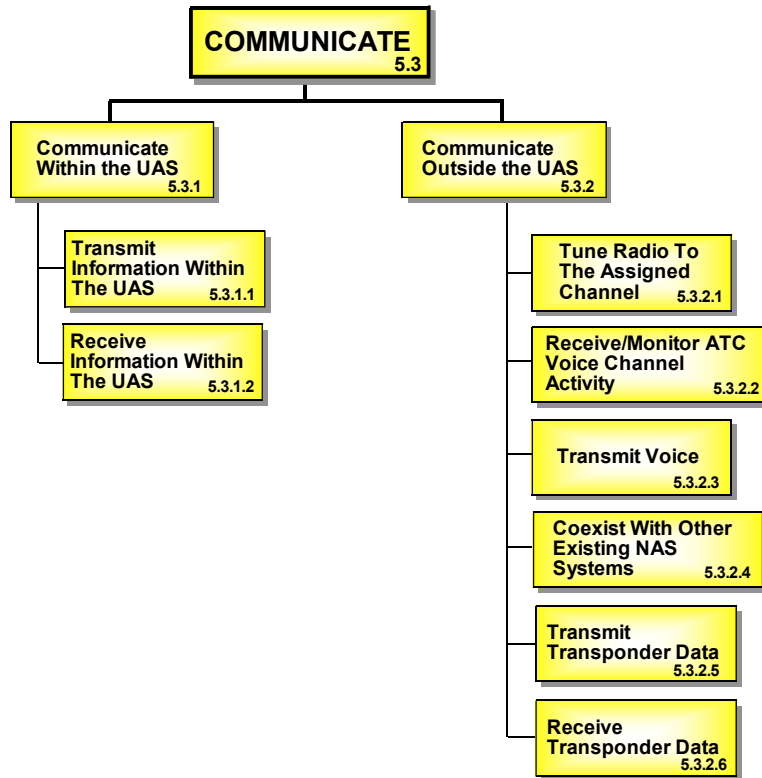 COMMUNICATE
5.3
Communicate
Within the UAS
5.3.1
Transmit
Information Within
The UAS
5.3.1.1
Receive
Information Within
The UAS
5.3.1.2
Communicate
Outside the UAS
5.3.2
Tune Radio To
The Assigned
Channel
5.3.2.1
Receive/Monitor ATC
Voice Channel
Activity
5.3.2.2
Transmit Voice
5.3.2.3
Coexist With Other
Existing NAS
Systems
5.3.2.4
Transmit
Transponder Data
5.3.2.5
Receive
Transponder Data
5.3.2.6